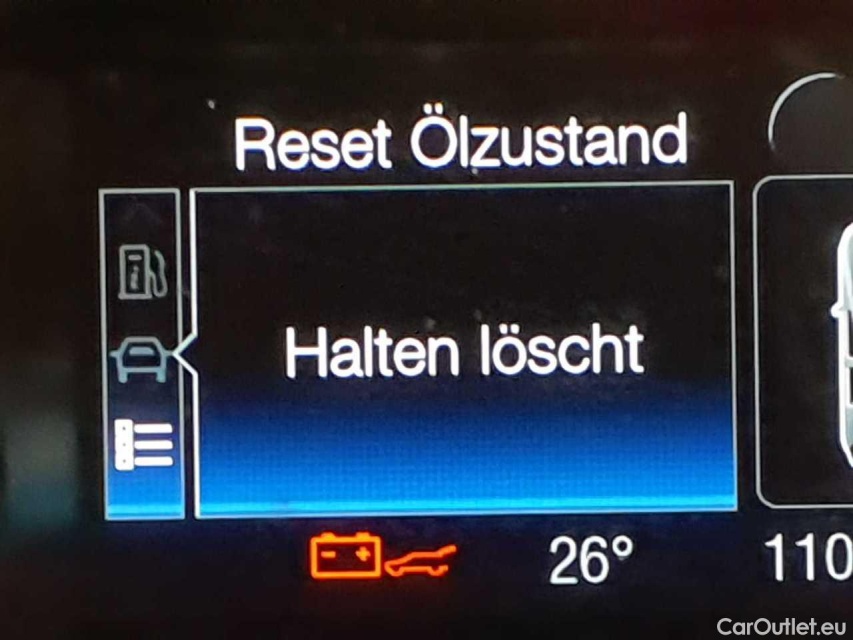 Reset Ölzustand
Halten löscht
26°
110
CarOutlet.eu